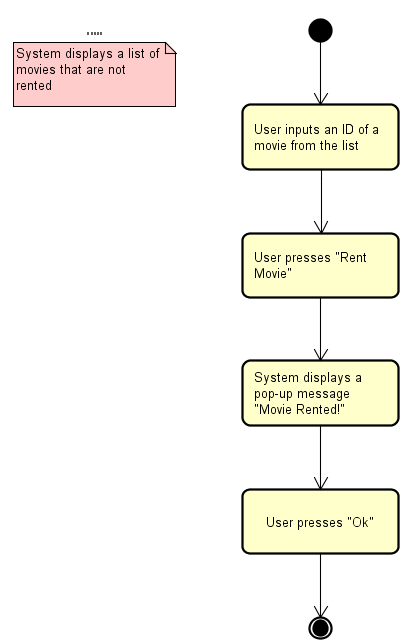 System displays a list of
movies that are not
rented
User inputs an ID of a
movie from the list
User presses "Rent
Movie"
System displays a
pop-up message
"Movie Rented!"
User presses "Ok"